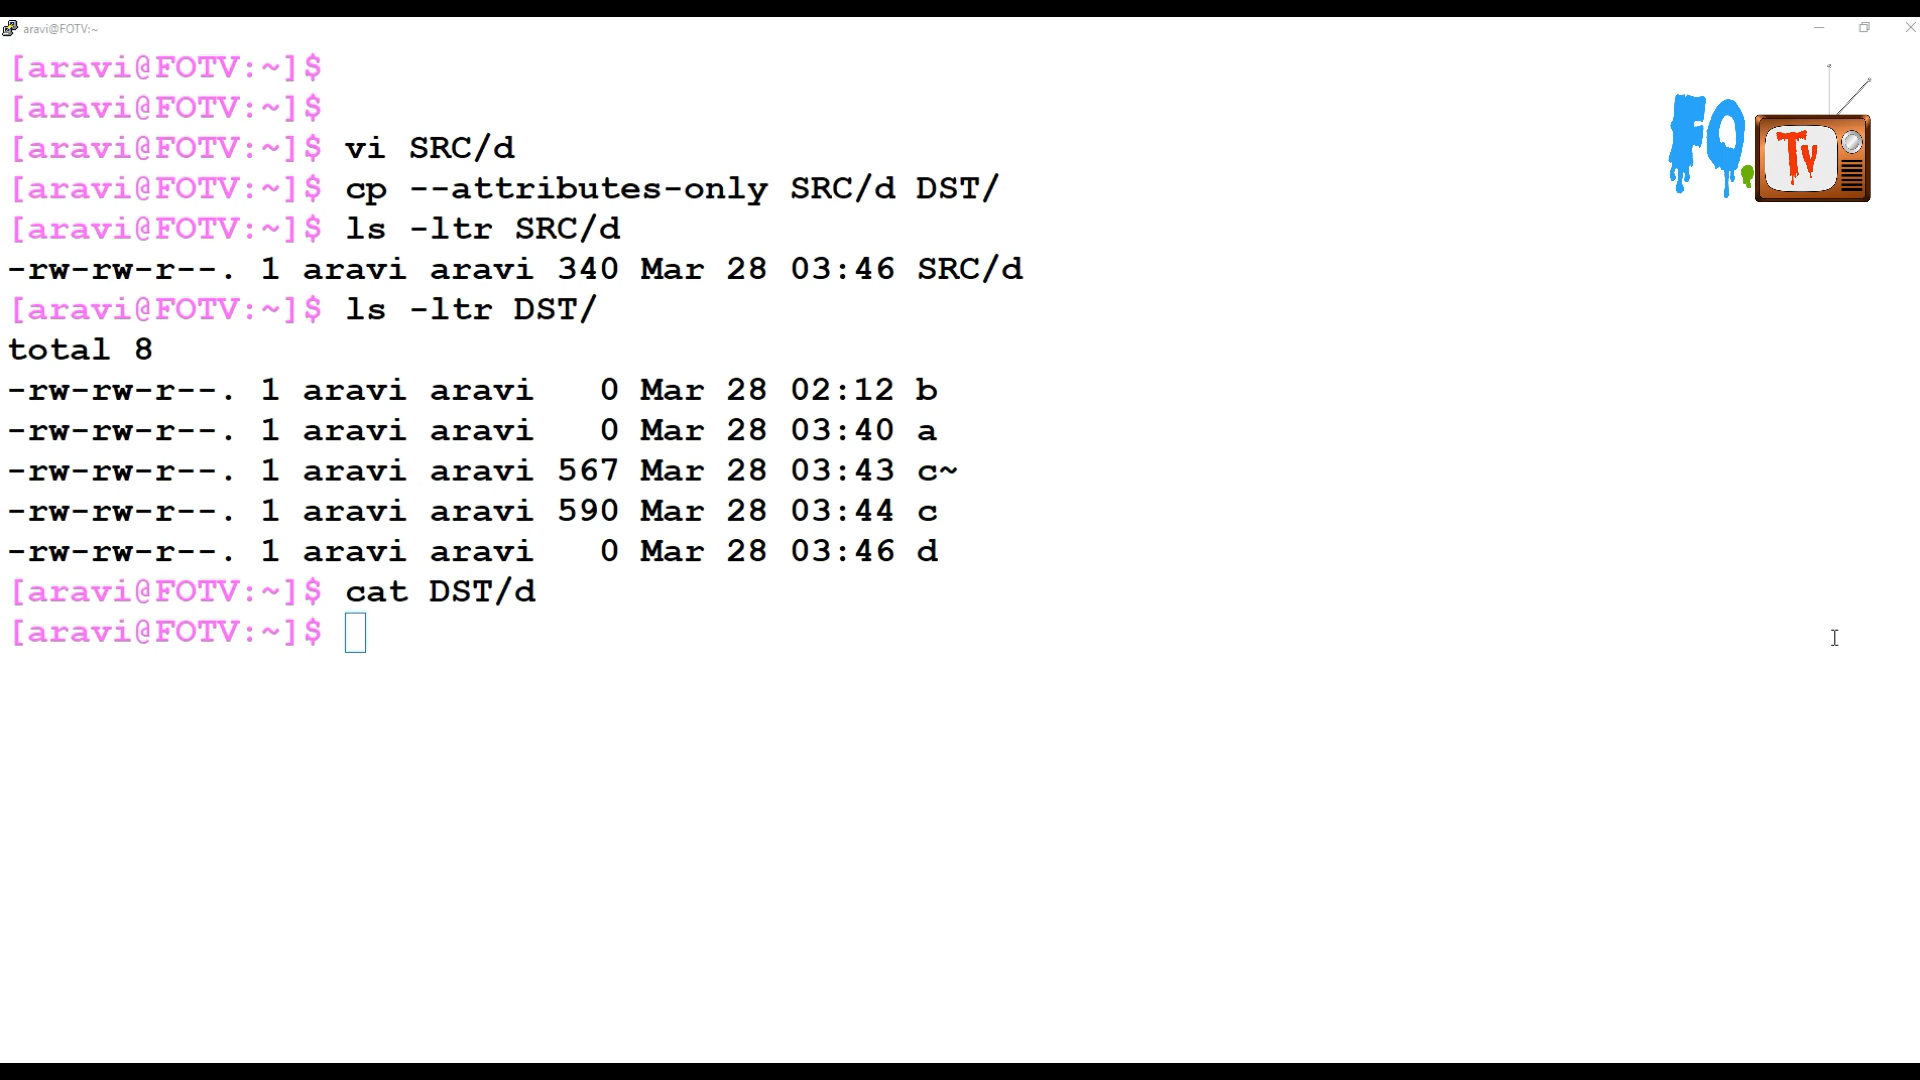 aravi@FOTV:~
[aravi@FOTV:~]$
[aravi@FOTV:~]$
[aravi@FOTV:~]$ vi SRC/d
[aravi@FOTV:~]$ cp --attributes-only SRC/d DST/
[aravi@FOTV:~]$ ls -ltr SRC/d
-rw-rw-r--. 1 aravi aravi 340 Mar 28 03:46 SRC/d
[aravi@FOTV:~]$ ls -ltr DST/
total 8
-rw-rw-r--. 1 aravi aravi   0 Mar 28 02:12 b
-rw-rw-r--. 1 aravi aravi   0 Mar 28 03:40 a
-rw-rw-r--. 1 aravi aravi 567 Mar 28 03:43 c~
-rw-rw-r--. 1 aravi aravi 590 Mar 28 03:44 c
-rw-rw-r--. 1 aravi aravi   0 Mar 28 03:46 d
[aravi@FOTV:~]$ cat DST/d
[aravi@FOTV:~]$
FO.Tv